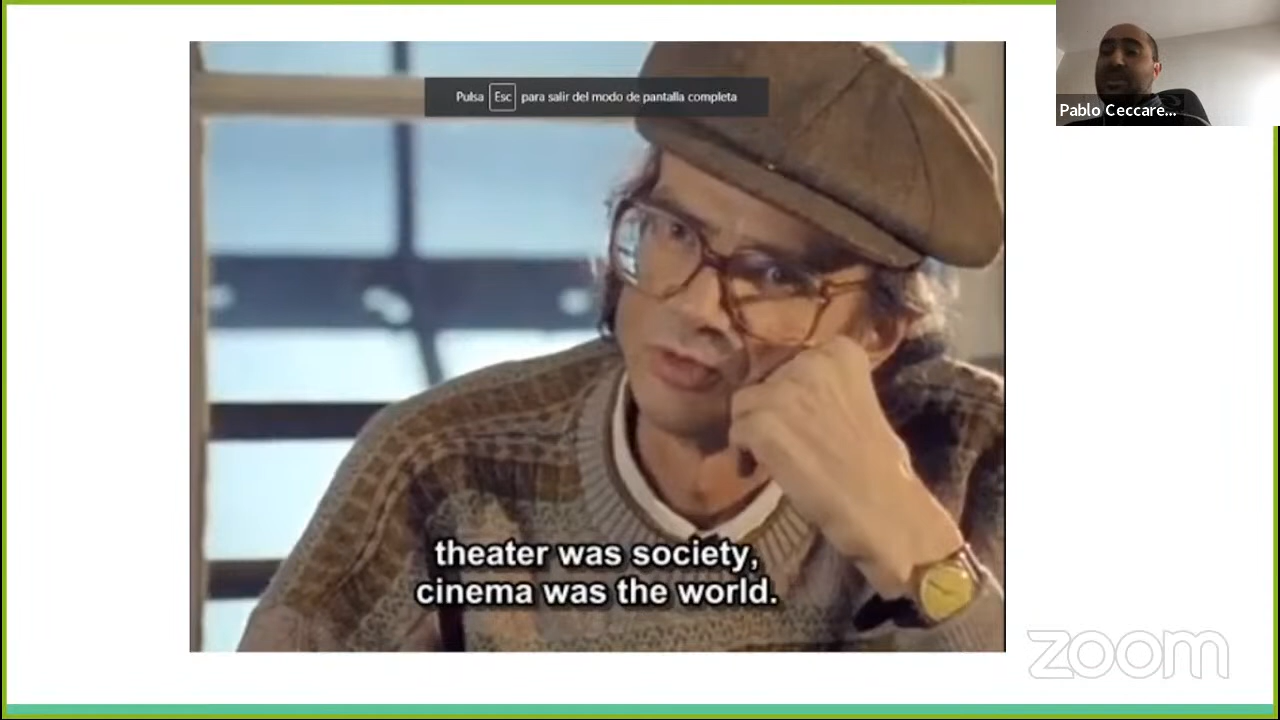 Pulsa Esc para salir del modo de pantalla completa
Pablo Ceccare...
theater was society,
cinema was the world.
zoom